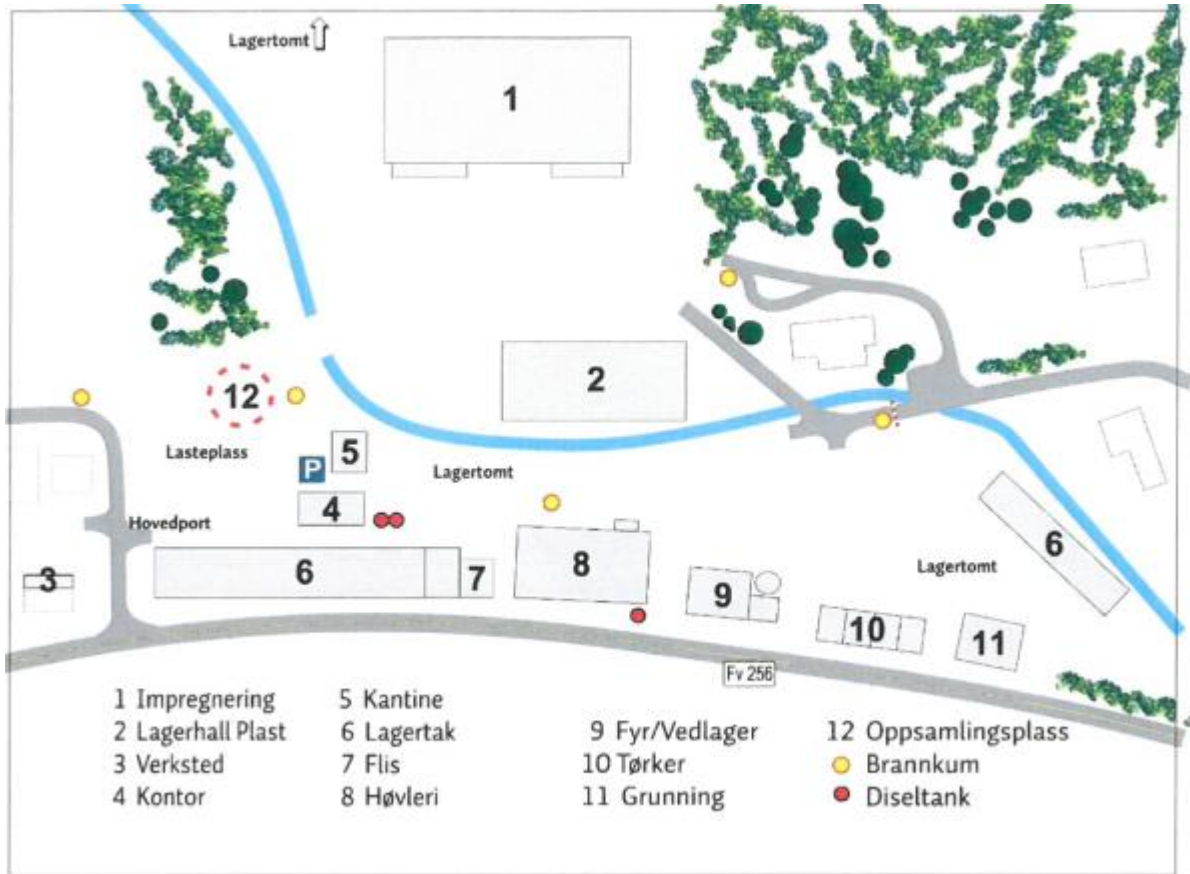 Lagertomt
1
2
12
Lasteplass
P
5
Lagertomt
4
Hovedport
6
3
6
7
8
Lagertomt
9
10
11
Fv 256
1 Impregnering
2 Lagerhall Plast
3 Verksted
4 Kontor
5 Kantine
6 Lagertak
7 Flis
8 Høvleri
9 Fyr/Vedlager
10 Tørker
11 Grunning
12 Oppsamlingsplass
Brannkum
Diseltank